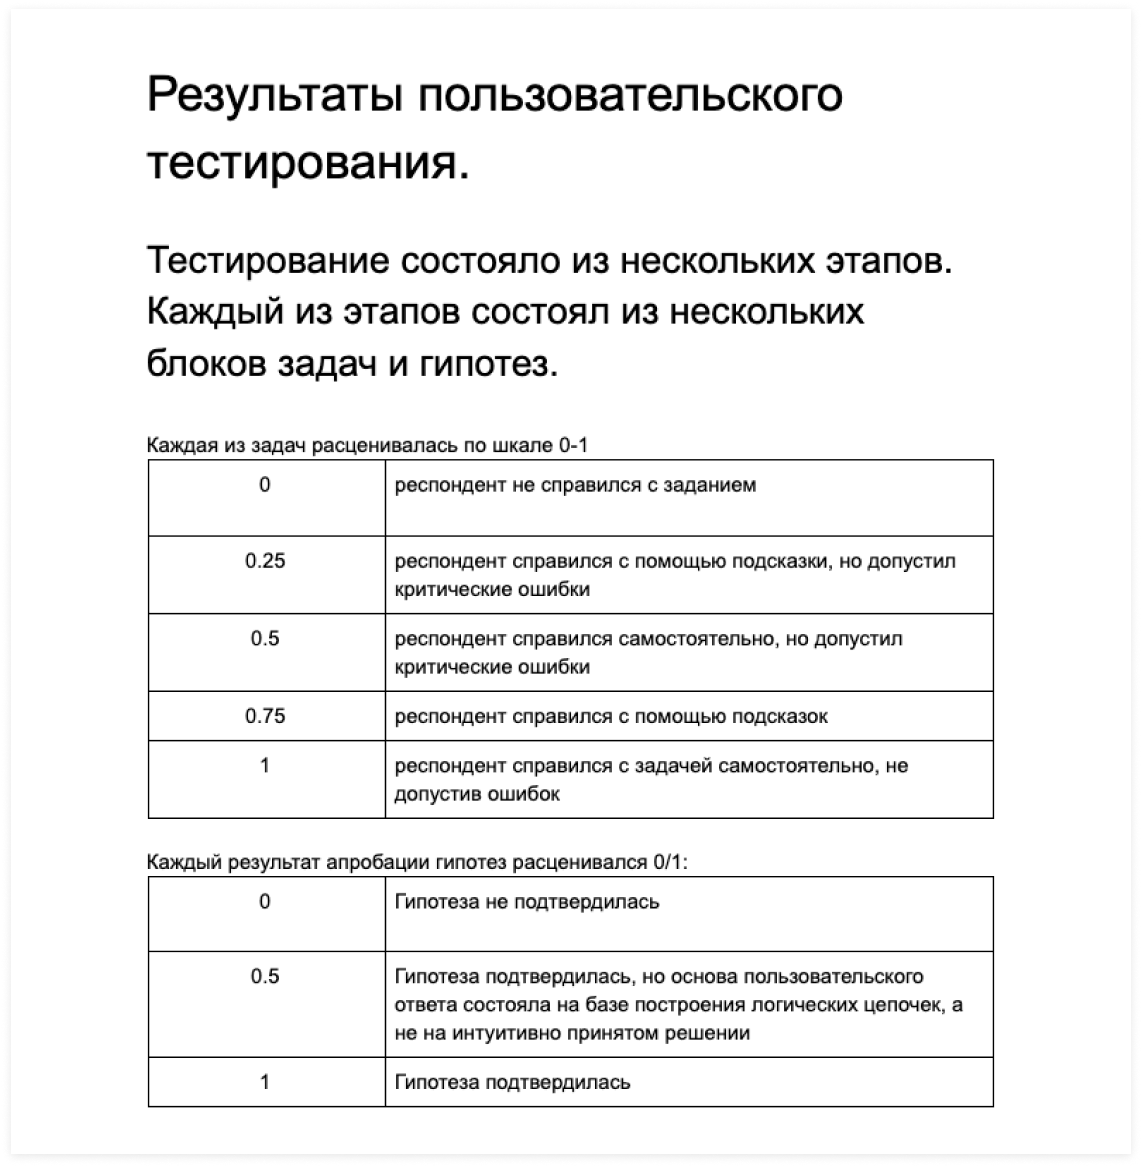 Результаты пользовательского
тестирования.
Тестирование состояло из нескольких этапов.
Каждый из этапов состоял из нескольких
блоков задач и гипотез.
Каждая из задач расценивалась по шкале 0-1
0 респондент не справился с заданием
0.25 респондент справился с помощью подсказки, но допустил
критические ошибки
0.5 респондент справился самостоятельно, но допустил
критические ошибки
0.75 респондент справился с помощью подсказок
1 респондент справился с задачей самостоятельно, не
допустив ошибок
Каждый результат апробации гипотез расценивался 0/1:
0 Гипотеза не подтвердилась
0.5 Гипотеза подтвердилась, но основа пользовательского
ответа состояла на базе построения логических цепочек, а
не на интуитивно принятом решении
1 Гипотеза подтвердилась